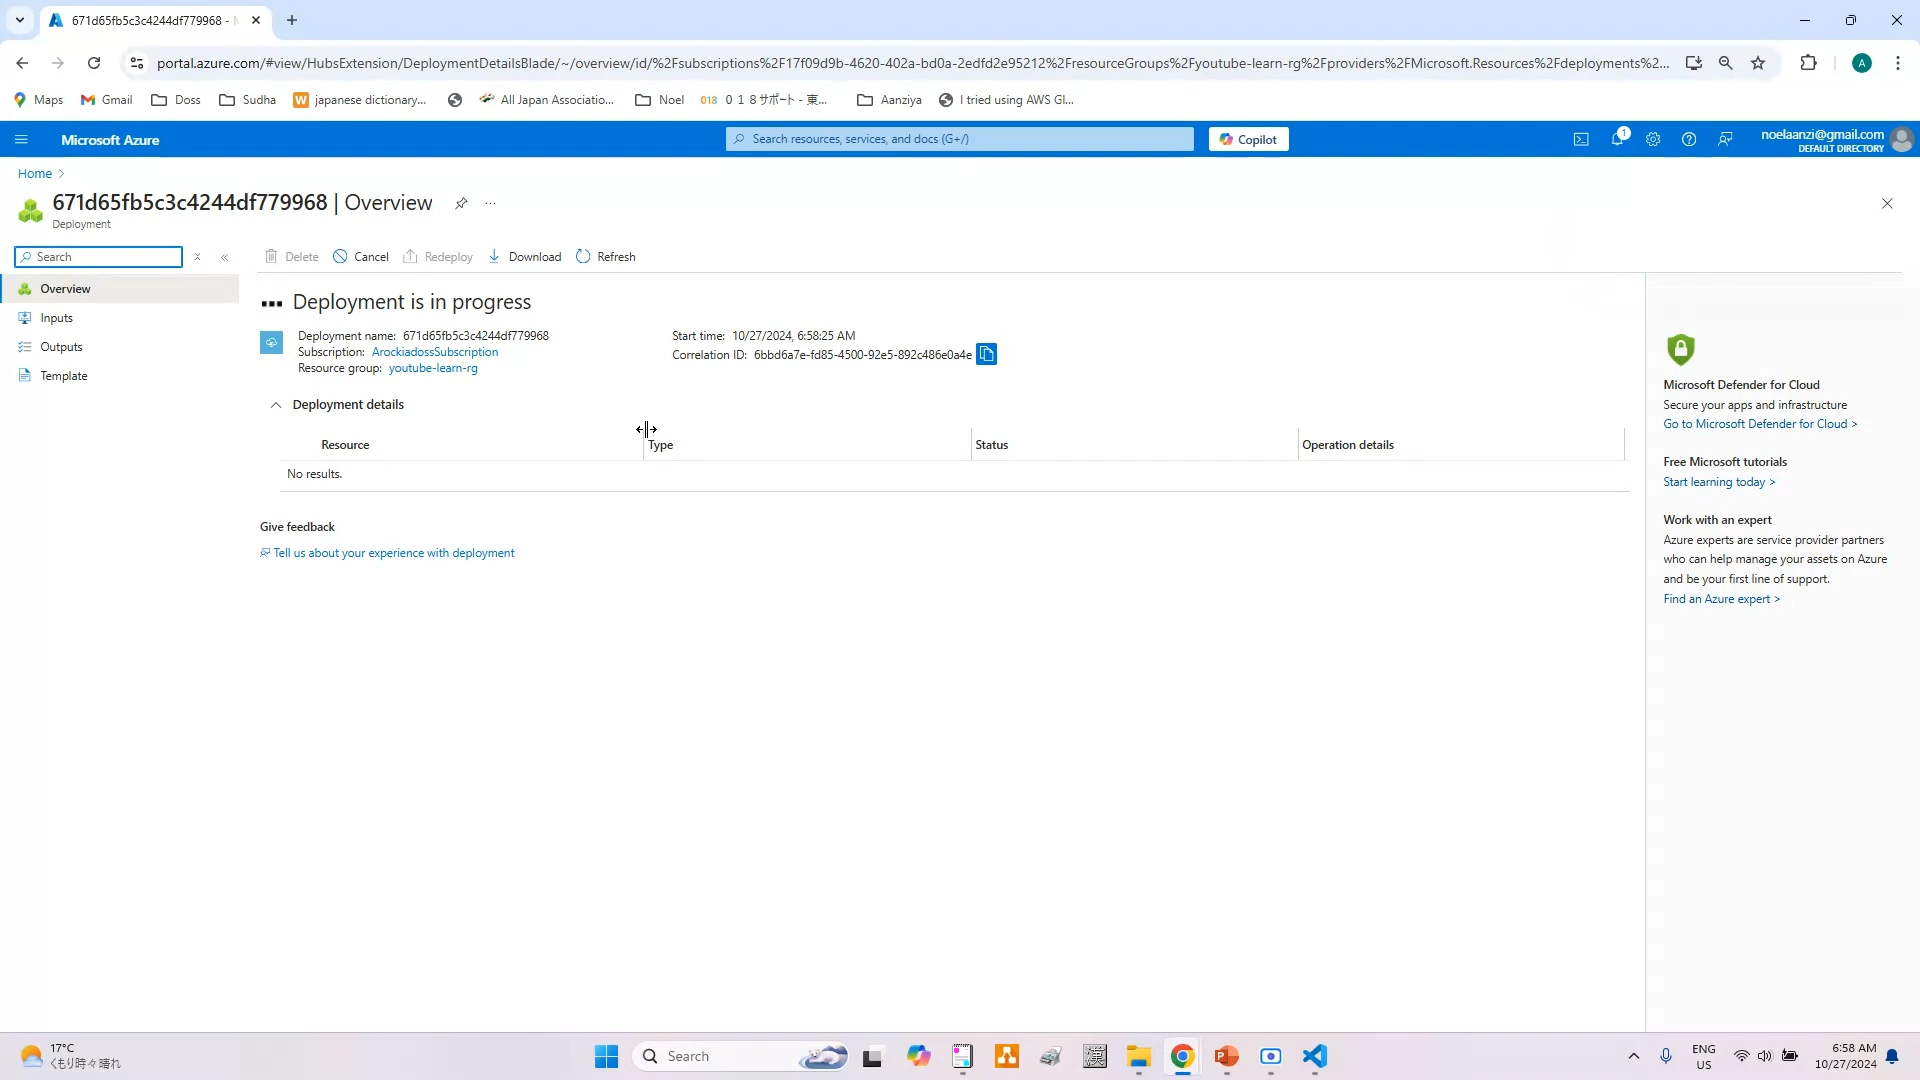 671d65fb5c3c4244df779968 -
portal.azure.com/#view/HubsExtension/DeploymentDetailsBlade/~/overview/id/%2Fsubscriptions%2F17f09d9b-4620-402a-bd0a-2edfd2e95212%2FresourceGroups%2Fyoutube-learn-rg%2Fproviders%2FMicrosoft.Resources%2Fdeployments%2...
A
Maps
Gmail
Doss
Sudha
W japanese dictionary...
All Japan Associatio...
Noel
018 ０１８サポート - 東...
Aanziya
I tried using AWS Gl...
Microsoft Azure
Search resources, services, and docs (G+/)
Copilot
1
noelaanzi@gmail.com
DEFAULT DIRECTORY
Home
671d65fb5c3c4244df779968 | Overview
...
Deployment
Search
Delete
Cancel
Redeploy
Download
Refresh
Overview
Inputs
Outputs
Template
Deployment is in progress
Deployment name: 671d65fb5c3c4244df779968
Subscription: ArockiadossSubscription
Resource group: youtube-learn-rg
Start time: 10/27/2024, 6:58:25 AM
Correlation ID: 6bbd6a7e-fd85-4500-92e5-892c486e0a4e
Deployment details
Resource
Type
Status
Operation details
No results.
Give feedback
Tell us about your experience with deployment
Microsoft Defender for Cloud
Secure your apps and infrastructure
Go to Microsoft Defender for Cloud >
Free Microsoft tutorials
Start learning today >
Work with an expert
Azure experts are service provider partners
who can help manage your assets on Azure
and be your first line of support.
Find an Azure expert >
17°C
くもり時々晴れ
Search
漢
ENG
US
6:58 AM
10/27/2024